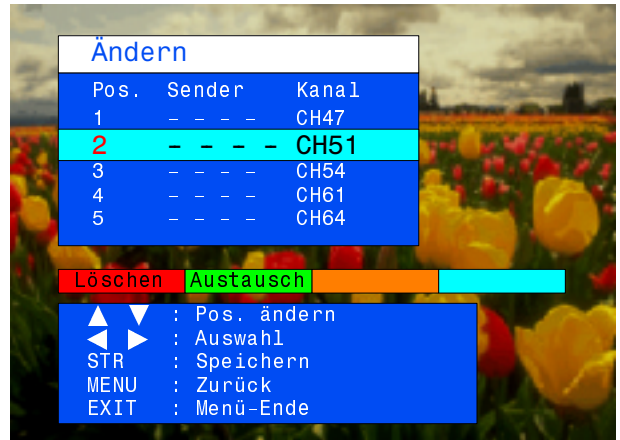 Ändern
Pos. Sender Kanal
1 – – – – CH47
2 – – – – CH51
3 – – – – CH54
4 – – – – CH61
5 – – – – CH64
Löschen Austausch
▲ ▼ : Pos. ändern
◀ ▶ : Auswahl
STR : Speichern
MENU : Zurück
EXIT : Menü–Ende